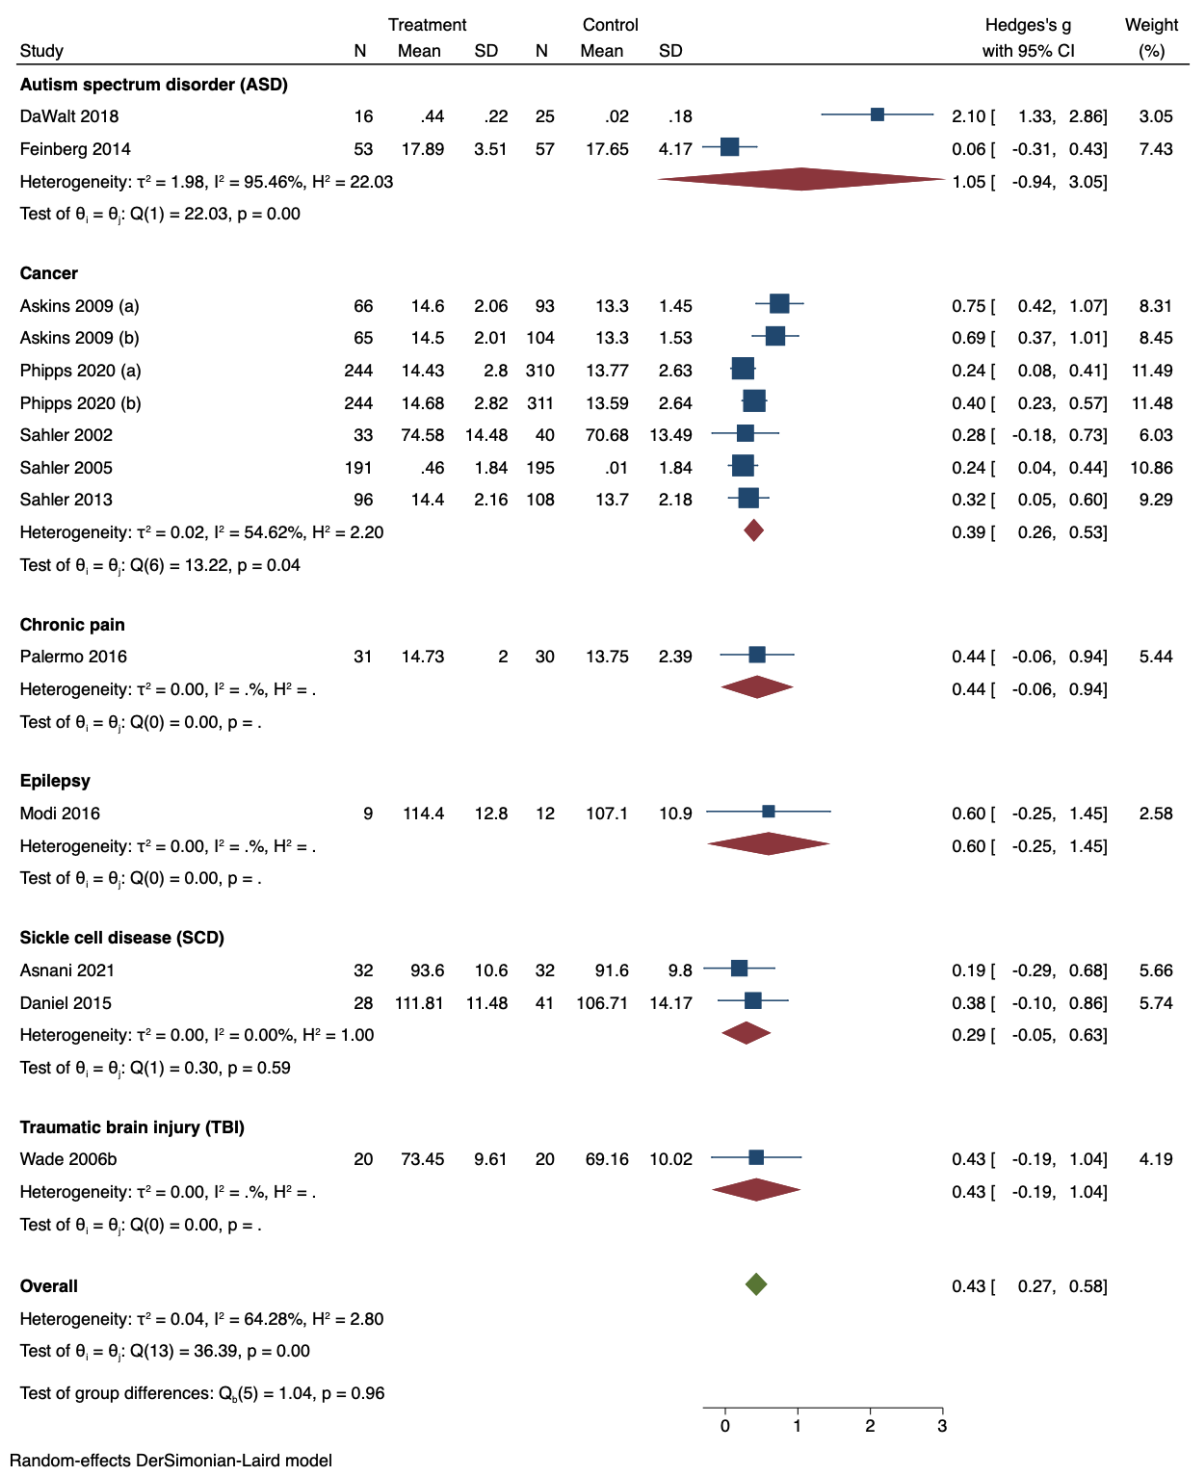 Treatment Control Hedges's g Weight
Study N Mean SD N Mean SD with 95% CI (%)
Autism spectrum disorder (ASD)
DaWalt 2018 16 .44 .22 25 .02 .18 2.10 [ 1.33, 2.86] 3.05
Feinberg 2014 53 17.89 3.51 57 17.65 4.17 0.06 [ -0.31, 0.43] 7.43
Heterogeneity: τ² = 1.98, I² = 95.46%, H² = 22.03 1.05 [ -0.94, 3.05]
Test of θᵢ = θⱼ: Q(1) = 22.03, p = 0.00
Cancer
Askins 2009 (a) 66 14.6 2.06 93 13.3 1.45 0.75 [ 0.42, 1.07] 8.31
Askins 2009 (b) 65 14.5 2.01 104 13.3 1.53 0.69 [ 0.37, 1.01] 8.45
Phipps 2020 (a) 244 14.43 2.8 310 13.77 2.63 0.24 [ 0.08, 0.41] 11.49
Phipps 2020 (b) 244 14.68 2.82 311 13.59 2.64 0.40 [ 0.23, 0.57] 11.48
Sahler 2002 33 74.58 14.48 40 70.68 13.49 0.28 [ -0.18, 0.73] 6.03
Sahler 2005 191 .46 1.84 195 .01 1.84 0.24 [ 0.04, 0.44] 10.86
Sahler 2013 96 14.4 2.16 108 13.7 2.18 0.32 [ 0.05, 0.60] 9.29
Heterogeneity: τ² = 0.02, I² = 54.62%, H² = 2.20 0.39 [ 0.26, 0.53]
Test of θᵢ = θⱼ: Q(6) = 13.22, p = 0.04
Chronic pain
Palermo 2016 31 14.73 2 30 13.75 2.39 0.44 [ -0.06, 0.94] 5.44
Heterogeneity: τ² = 0.00, I² = .%, H² = . 0.44 [ -0.06, 0.94]
Test of θᵢ = θⱼ: Q(0) = 0.00, p = .
Epilepsy
Modi 2016 9 114.4 12.8 12 107.1 10.9 0.60 [ -0.25, 1.45] 2.58
Heterogeneity: τ² = 0.00, I² = .%, H² = . 0.60 [ -0.25, 1.45]
Test of θᵢ = θⱼ: Q(0) = 0.00, p = .
Sickle cell disease (SCD)
Asnani 2021 32 93.6 10.6 32 91.6 9.8 0.19 [ -0.29, 0.68] 5.66
Daniel 2015 28 111.81 11.48 41 106.71 14.17 0.38 [ -0.10, 0.86] 5.74
Heterogeneity: τ² = 0.00, I² = 0.00%, H² = 1.00 0.29 [ -0.05, 0.63]
Test of θᵢ = θⱼ: Q(1) = 0.30, p = 0.59
Traumatic brain injury (TBI)
Wade 2006b 20 73.45 9.61 20 69.16 10.02 0.43 [ -0.19, 1.04] 4.19
Heterogeneity: τ² = 0.00, I² = .%, H² = . 0.43 [ -0.19, 1.04]
Test of θᵢ = θⱼ: Q(0) = 0.00, p = .
Overall 0.43 [ 0.27, 0.58]
Heterogeneity: τ² = 0.04, I² = 64.28%, H² = 2.80
Test of θᵢ = θⱼ: Q(13) = 36.39, p = 0.00
Test of group differences: Q_b(5) = 1.04, p = 0.96
0 1 2 3
Random-effects DerSimonian-Laird model